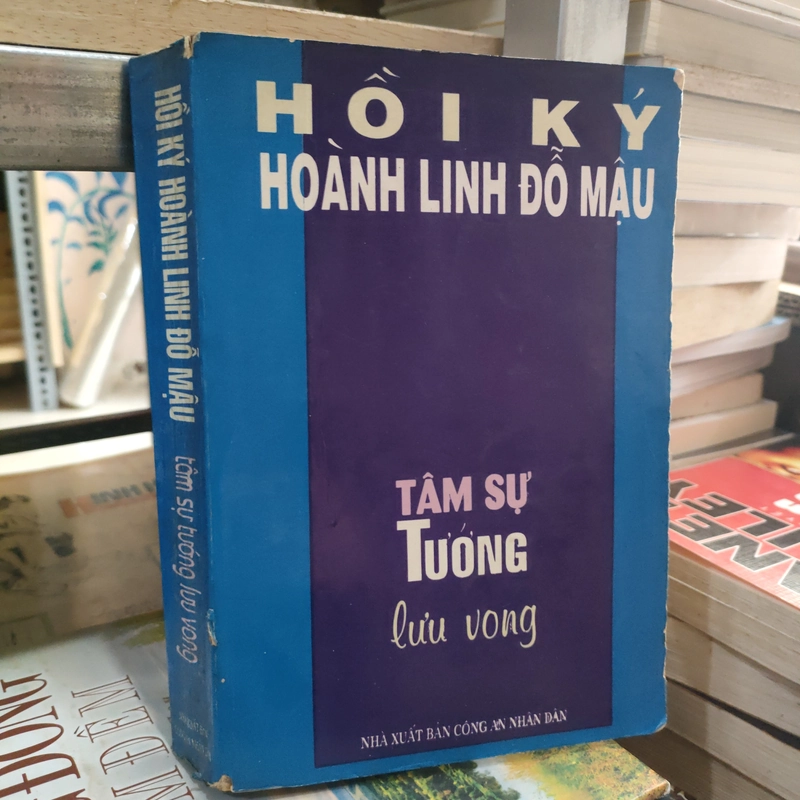 HỒI KÝ
HOÀNH LINH ĐỖ MẬU
TÂM SỰ
TƯỚNG
lưu vong
NHÀ XUẤT BẢN CÔNG AN NHÂN DÂN
HỒI KÝ HOÀNH LINH ĐỖ MẬU tâm sự tướng lưu vong
ĐÊM